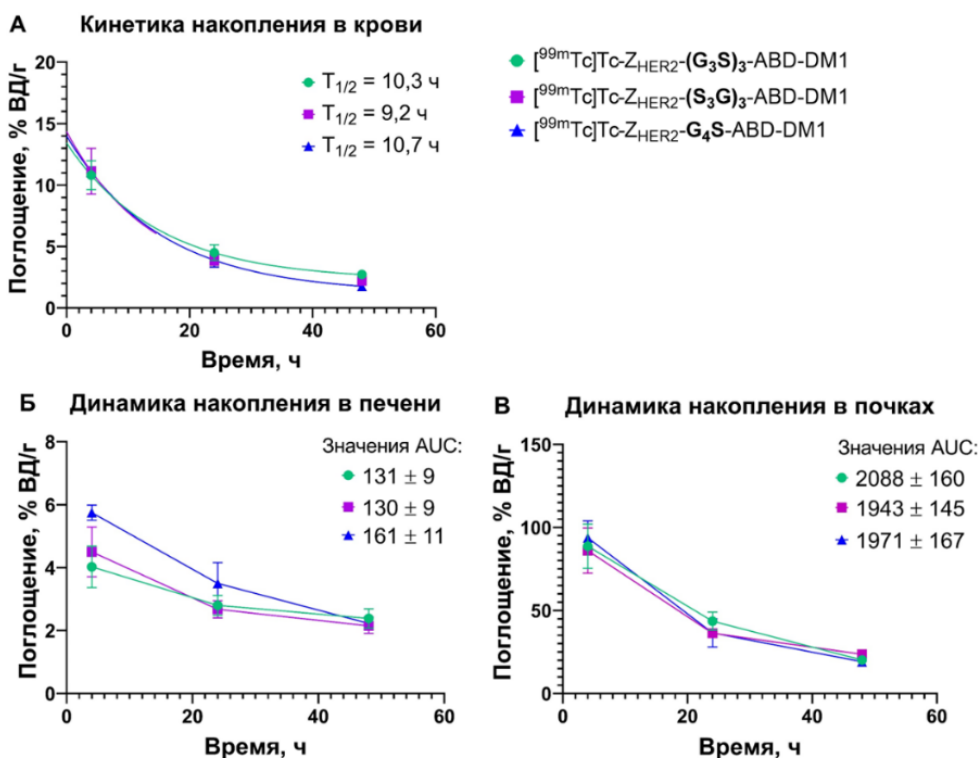 А Кинетика накопления в крови
Поглощение, % ВД/г
20
15
10
5
0
0 20 40 60
Время, ч
T1/2 = 10,3 ч
T1/2 = 9,2 ч
T1/2 = 10,7 ч
[99mTc]Tc-ZHER2-(G3S)3-ABD-DM1
[99mTc]Tc-ZHER2-(S3G)3-ABD-DM1
[99mTc]Tc-ZHER2-G4S-ABD-DM1
Б Динамика накопления в печени
Поглощение, % ВД/г
8
6
4
2
0
0 20 40 60
Время, ч
Значения AUC:
131 ± 9
130 ± 9
161 ± 11
В Динамика накопления в почках
Поглощение, % ВД/г
150
100
50
0
0 20 40 60
Время, ч
Значения AUC:
2088 ± 160
1943 ± 145
1971 ± 167